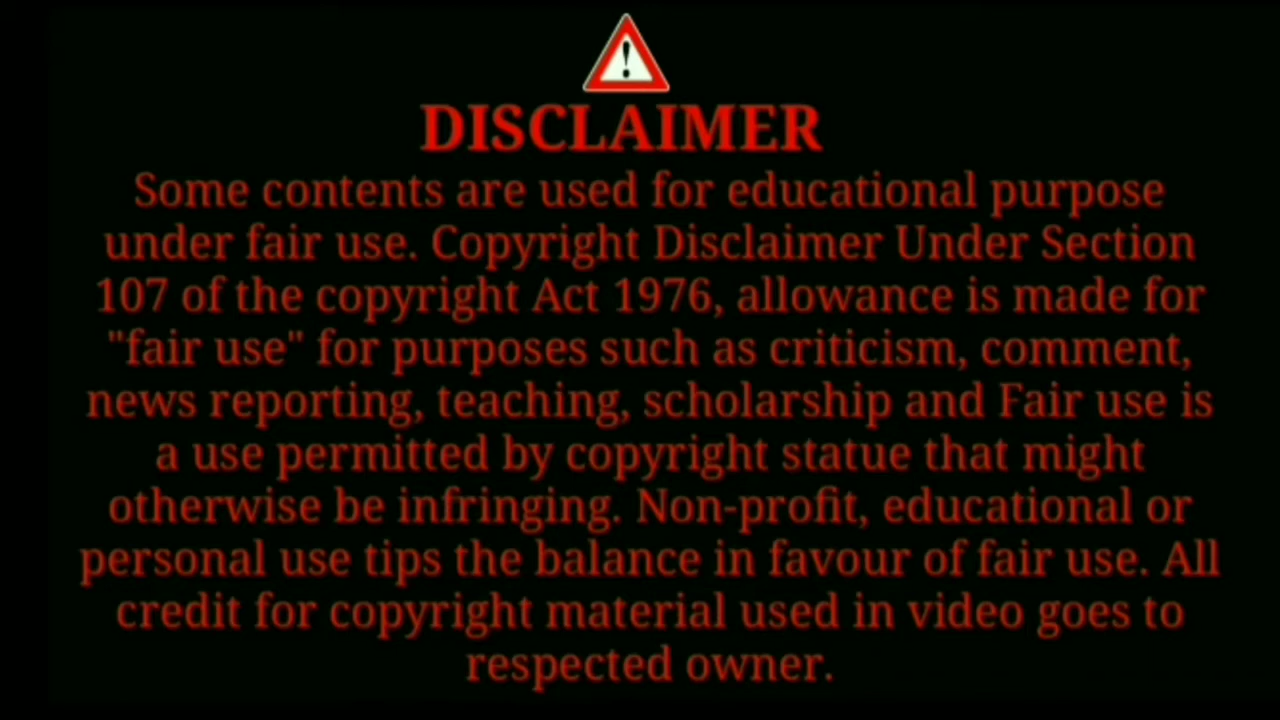 DISCLAIMER
Some contents are used for educational purpose
under fair use. Copyright Disclaimer Under Section
107 of the copyright Act 1976, allowance is made for
"fair use" for purposes such as criticism, comment,
news reporting, teaching, scholarship and Fair use is
a use permitted by copyright statue that might
otherwise be infringing. Non-profit, educational or
personal use tips the balance in favour of fair use. All
credit for copyright material used in video goes to
respected owner.